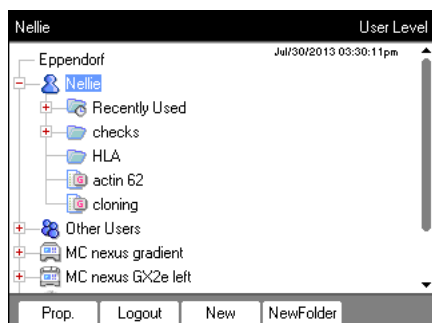 Nellie User Level
Jul/30/2013 03:30:11pm
Eppendorf
Nellie
Recently Used
checks
HLA
actin 62
cloning
Other Users
MC nexus gradient
MC nexus GX2e left
Prop. Logout New NewFolder